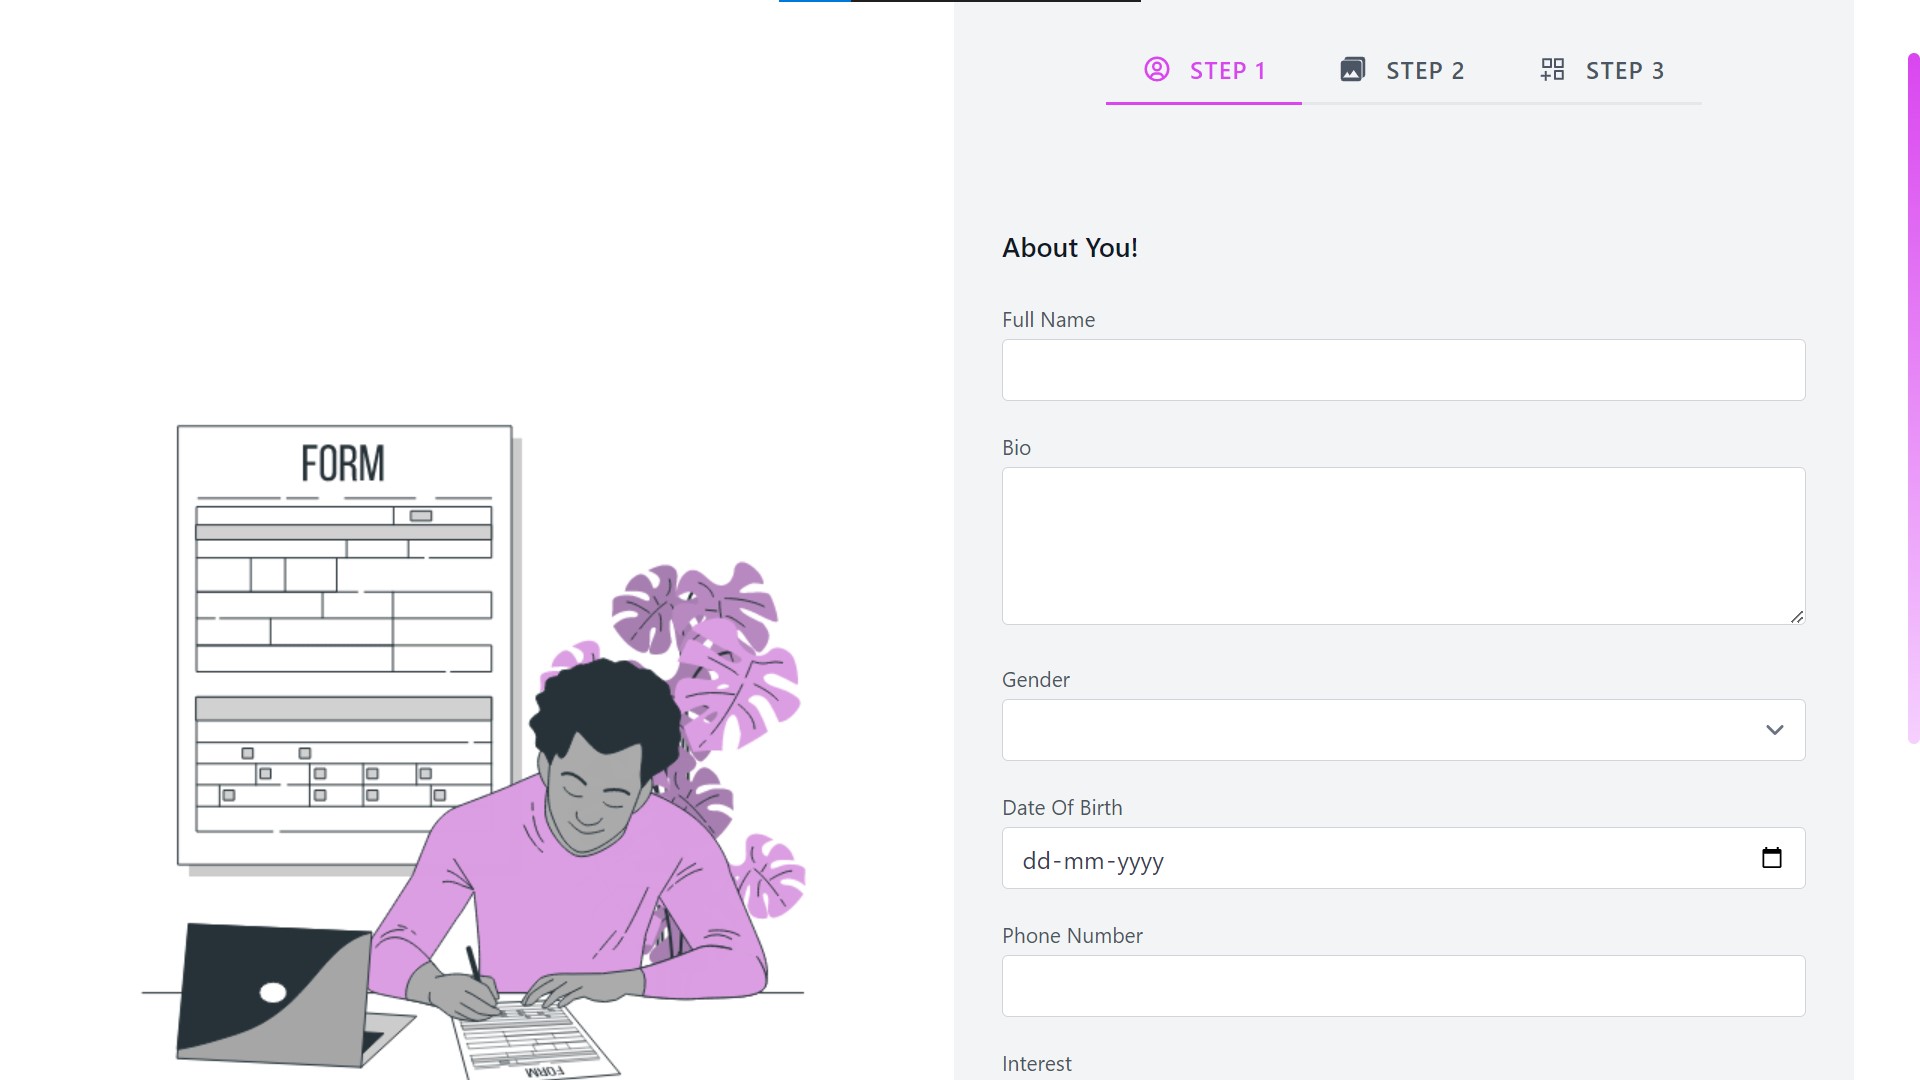 STEP 1
STEP 2
STEP 3
About You!
Full Name
Bio
Gender
Date Of Birth
dd-mm-yyyy
Phone Number
Interest
FORM
FORM